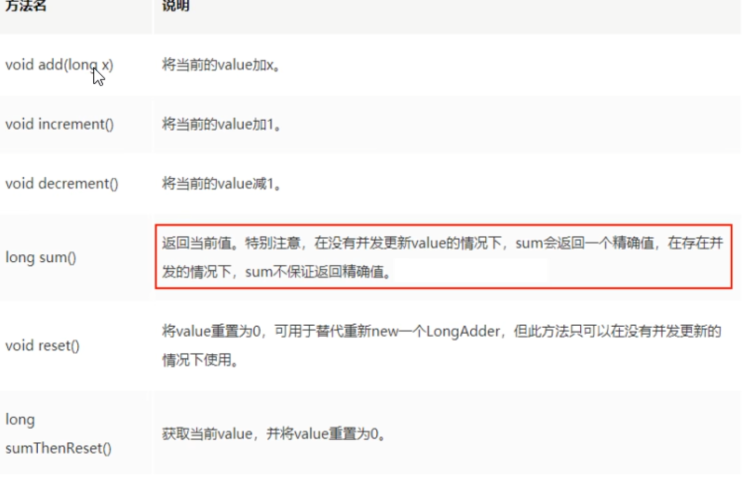 方法名 说明
void add(long x) 将当前的value加x。
void increment() 将当前的value加1。
void decrement() 将当前的value减1。
long sum() 返回当前值。特别注意，在没有并发更新value的情况下，sum会返回一个精确值，在存在并
发的情况下，sum不保证返回精确值。
void reset() 将value重置为0，可用于替代重新new一个LongAdder，但此方法只可以在没有并发更新的
情况下使用。
long
sumThenReset() 获取当前value，并将value重置为0。